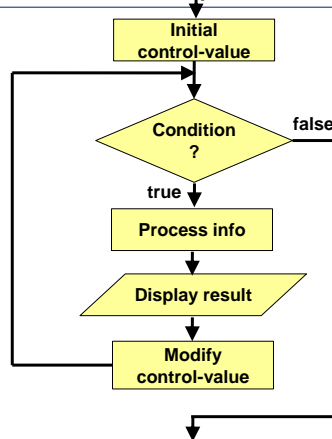 Initial
control-value
Condition
?
false
true
Process info
Display result
Modify
control-value